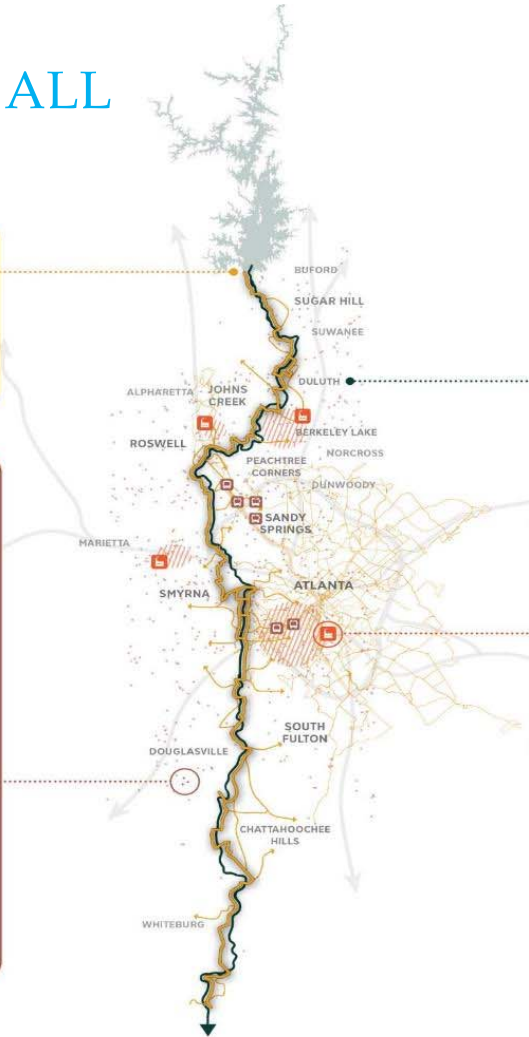 ALL
BUFORD
SUGAR HILL
SUWANEE
DULUTH
ALPHARETTA
JOHNS
CREEK
BERKELEY LAKE
ROSWELL
NORCROSS
PEACHTREE
CORNERS
DUNWOODY
SANDY
SPRINGS
MARIETTA
ATLANTA
SMYRNA
SOUTH
FULTON
DOUGLASVILLE
CHATTAHOOCHEE
HILLS
WHITEBURG